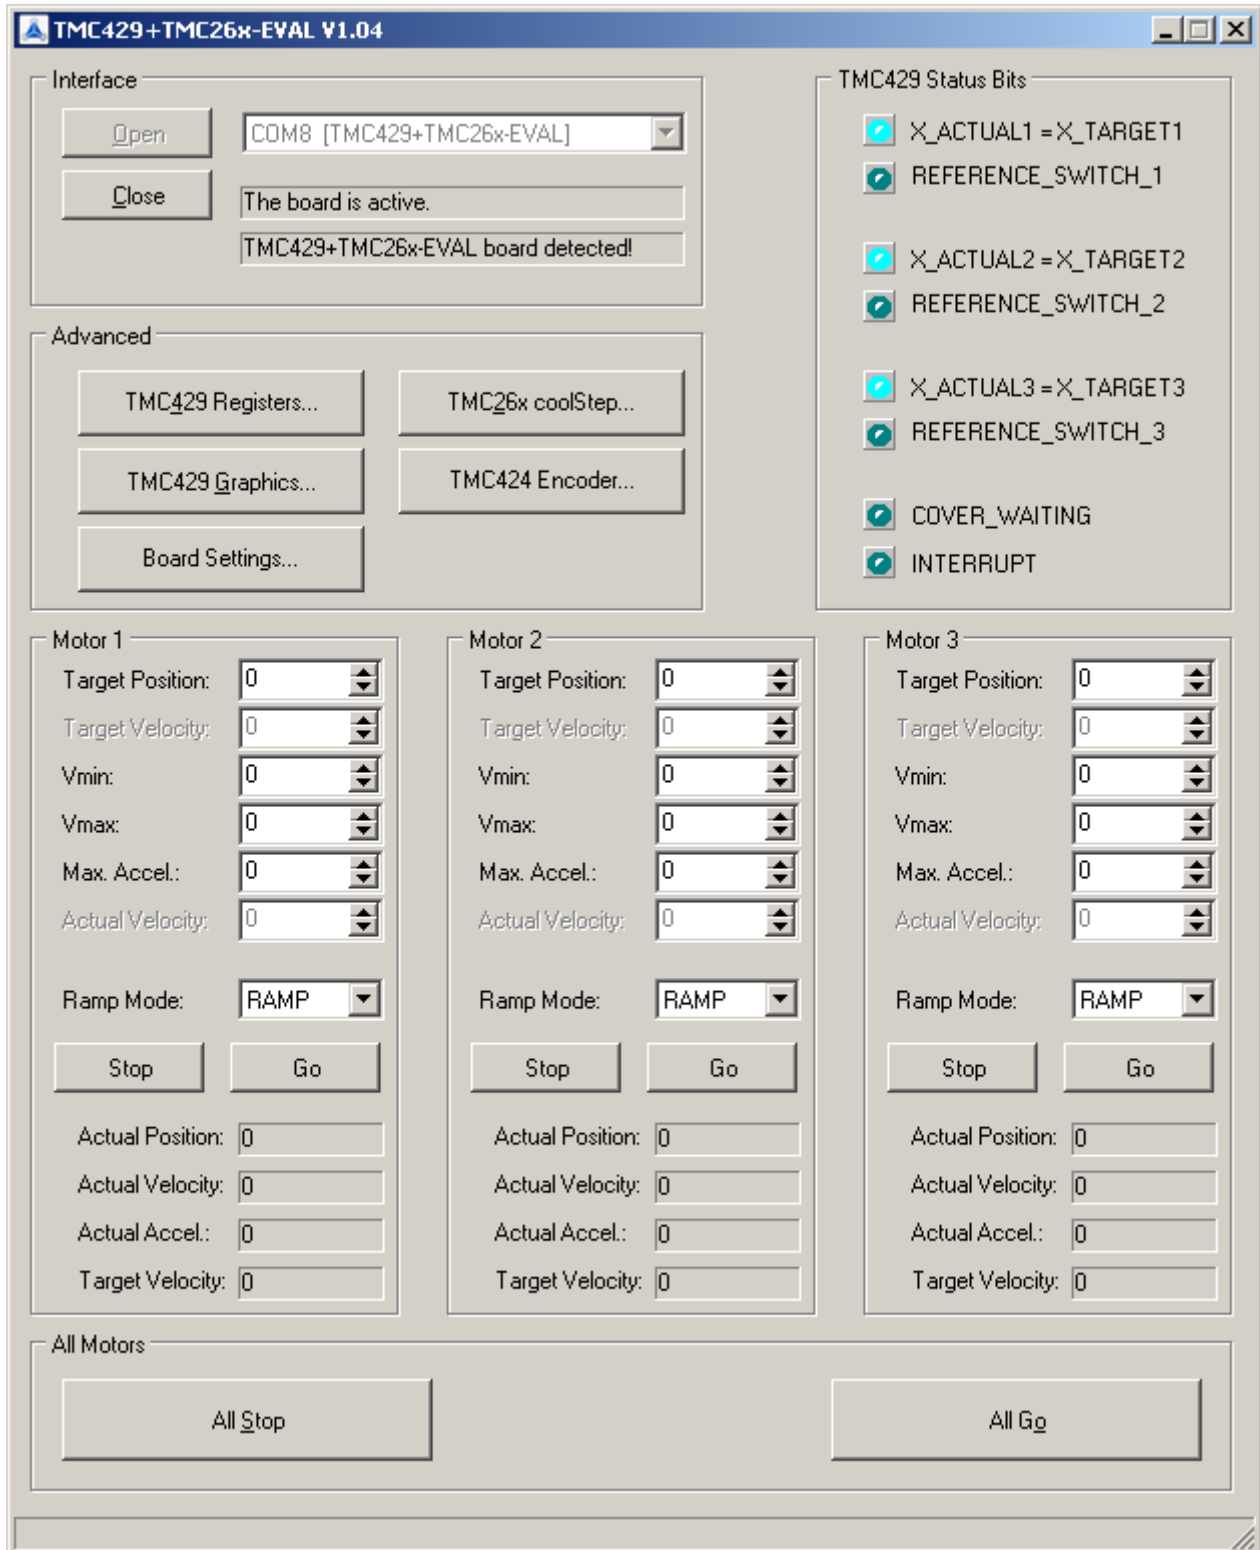 TMC429+TMC26x-EVAL V1.04
Interface
Open
COM8 [TMC429+TMC26x-EVAL]
Close
The board is active.
TMC429+TMC26x-EVAL board detected!
TMC429 Status Bits
X_ACTUAL1 = X_TARGET1
REFERENCE_SWITCH_1
X_ACTUAL2 = X_TARGET2
REFERENCE_SWITCH_2
X_ACTUAL3 = X_TARGET3
REFERENCE_SWITCH_3
COVER_WAITING
INTERRUPT
Advanced
TMC429 Registers...
TMC26x coolStep...
TMC429 Graphics...
TMC424 Encoder...
Board Settings...
Motor 1
Target Position: 0
Target Velocity: 0
Vmin: 0
Vmax: 0
Max. Accel.: 0
Actual Velocity: 0
Ramp Mode: RAMP
Stop Go
Actual Position: 0
Actual Velocity: 0
Actual Accel.: 0
Target Velocity: 0
Motor 2
Target Position: 0
Target Velocity: 0
Vmin: 0
Vmax: 0
Max. Accel.: 0
Actual Velocity: 0
Ramp Mode: RAMP
Stop Go
Actual Position: 0
Actual Velocity: 0
Actual Accel.: 0
Target Velocity: 0
Motor 3
Target Position: 0
Target Velocity: 0
Vmin: 0
Vmax: 0
Max. Accel.: 0
Actual Velocity: 0
Ramp Mode: RAMP
Stop Go
Actual Position: 0
Actual Velocity: 0
Actual Accel.: 0
Target Velocity: 0
All Motors
All Stop
All Go